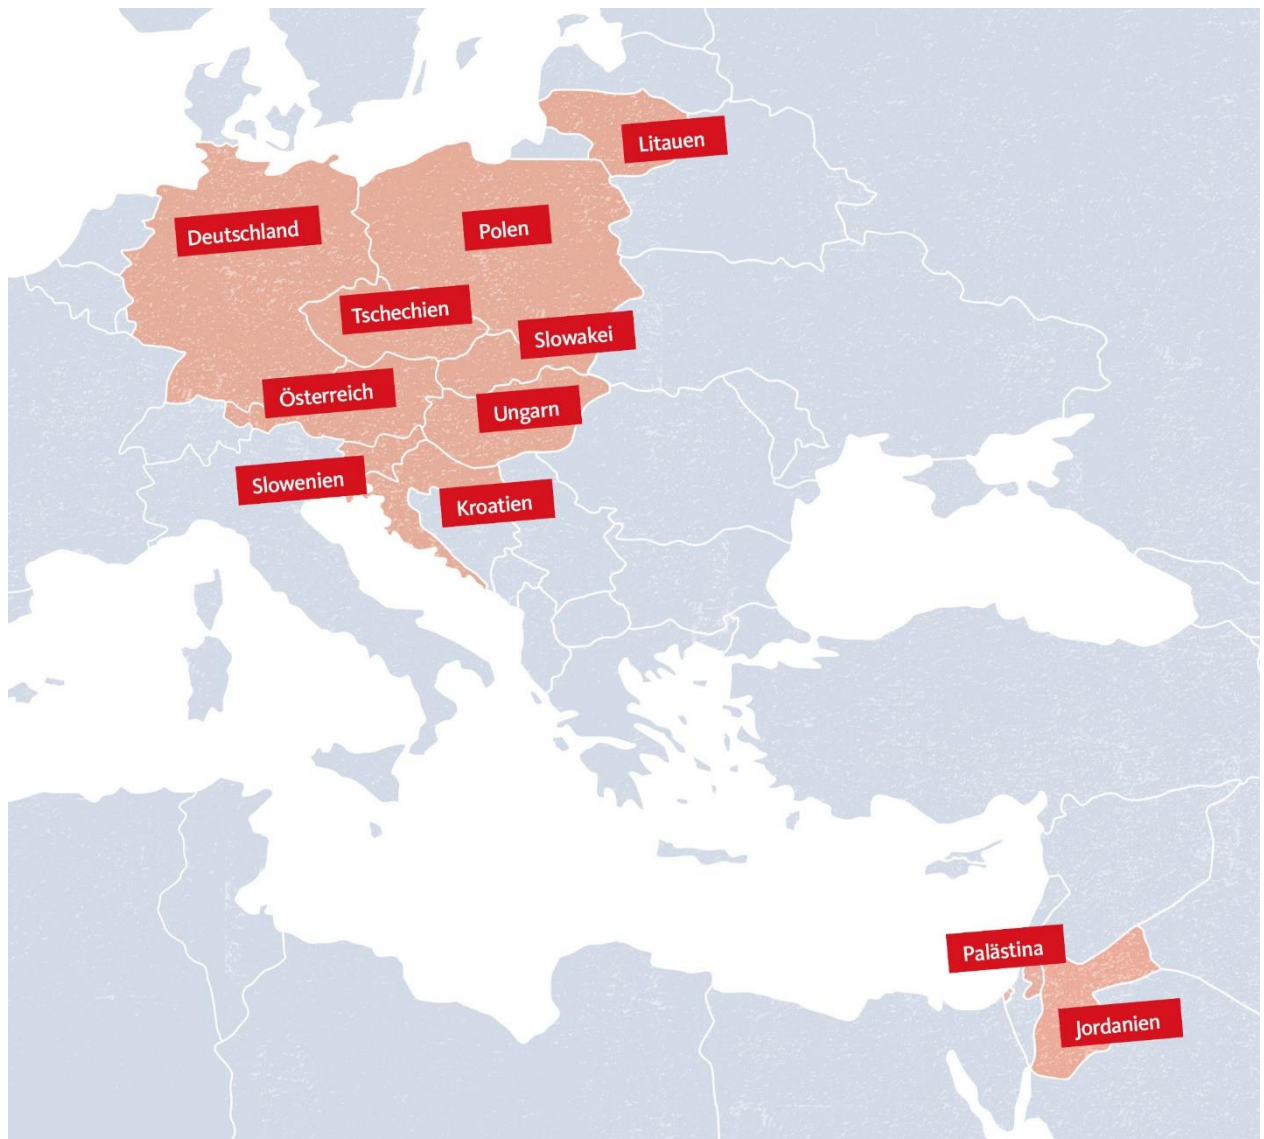 Litauen
Deutschland
Polen
Tschechien
Slowakei
Österreich
Ungarn
Slowenien
Kroatien
Palästina
Jordanien